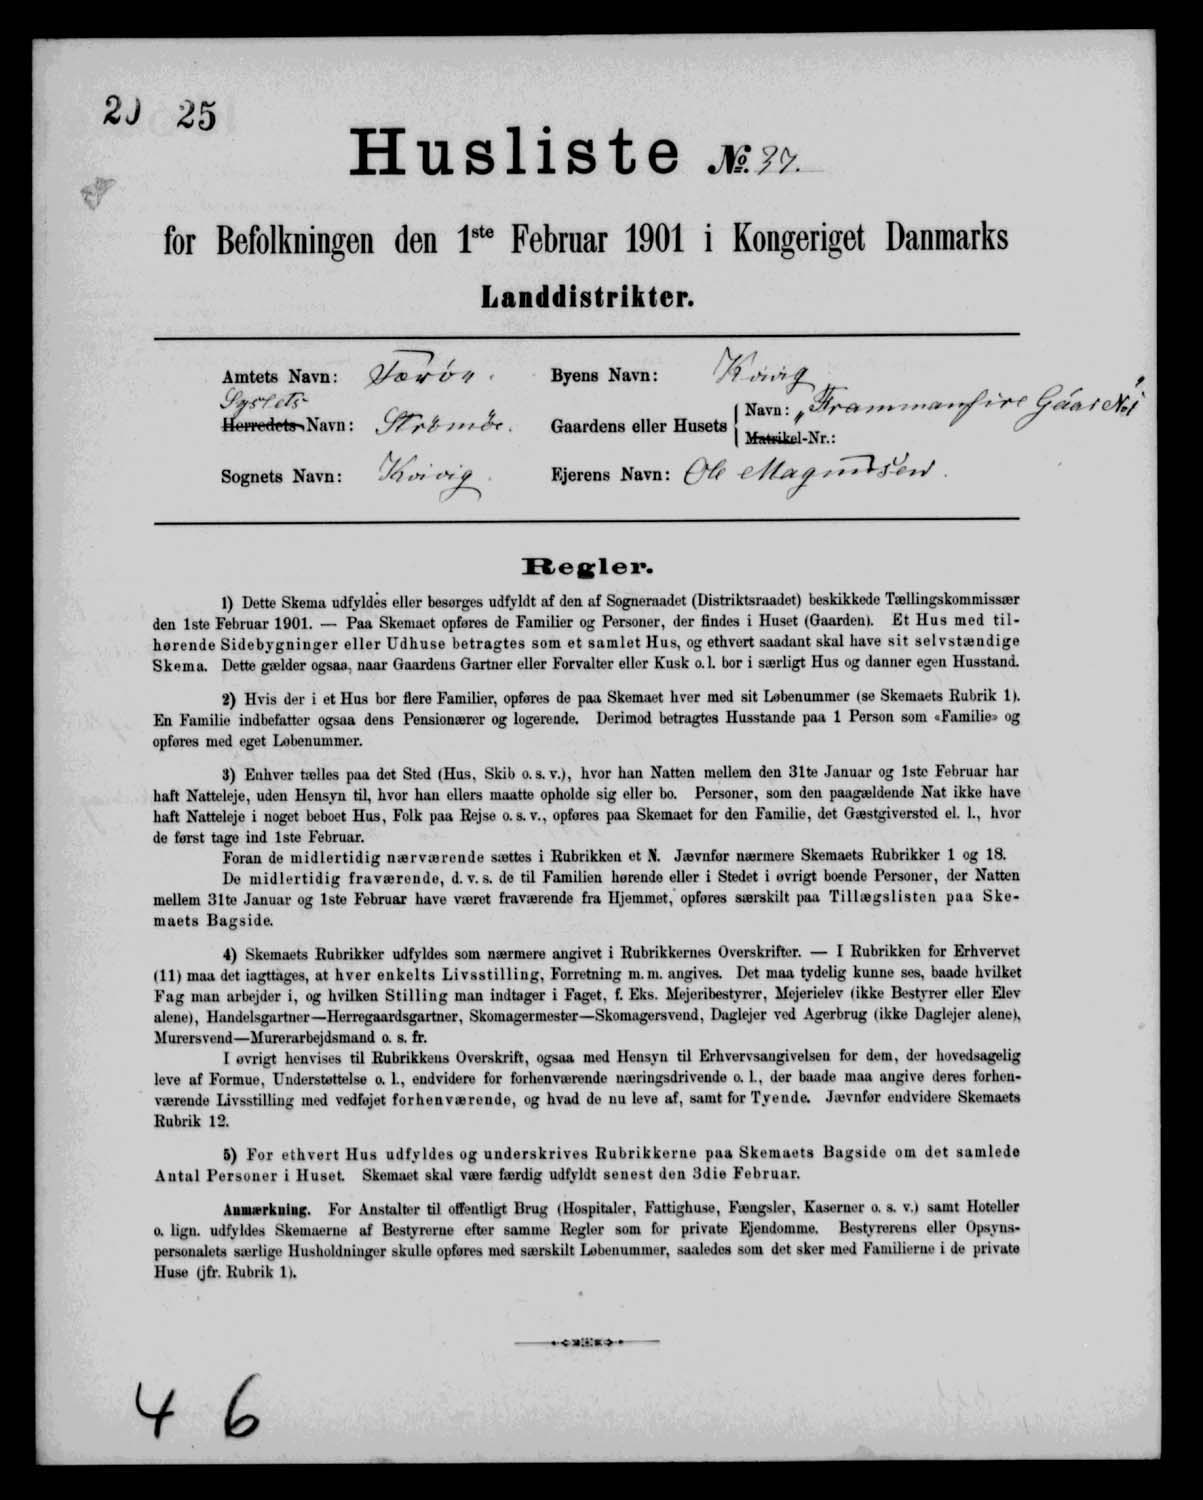 25
Husliste No. 37.
for Befolkningen den 1ste Februar 1901 i Kongeriget Danmarks
Landdistrikter.
Amtets Navn: Færöe.
Byens Navn: Kvivig
Syslets
Herredets-Navn: Strömöe.
Gaardens eller Husets
Navn:
Matrikel-Nr.:
Sognets Navn: Kvivig.
Ejerens Navn: Ole Magnussen.
Regler.
1) Dette Skema udfyldes eller besørges udfyldt af den af Sogneraadet (Distriktsraadet) beskikkede Tællingskommissær
den 1ste Februar 1901. — Paa Skemaet opføres de Familier og Personer, der findes i Huset (Gaarden). Et Hus med til-
hørende Sidebygninger eller Udhuse betragtes som et samlet Hus, og ethvert saadant skal have sit selvstændige
Skema. Dette gælder ogsaa, naar Gaardens Gartner eller Forvalter eller Kusk o. l. bor i særligt Hus og danner egen Husstand.
2) Hvis der i et Hus bor flere Familier, opføres de paa Skemaet hver med sit Løbenummer (se Skemaets Rubrik 1).
En Familie indbefatter ogsaa dens Pensionærer og logerende. Derimod betragtes Husstande paa 1 Person som «Familie» og
opføres med eget Løbenummer.
3) Enhver tælles paa det Sted (Hus, Skib o. s. v.), hvor han Natten mellem den 31te Januar og 1ste Februar har
haft Natteleje, uden Hensyn til, hvor han ellers maatte opholde sig eller bo. Personer, som den paagældende Nat ikke have
haft Natteleje i noget beboet Hus, Folk paa Rejse o. s. v., opføres paa Skemaet for den Familie, det Gæstgiversted el. l., hvor
de først tage ind 1ste Februar.
Foran de midlertidig nærværende sættes i Rubrikken et N. Jævnfør nærmere Skemaets Rubrikker 1 og 18.
De midlertidig fraværende, d. v. s. de til Familien hørende eller i Stedet i øvrigt boende Personer, der Natten
mellem 31te Januar og 1ste Februar have været fraværende fra Hjemmet, opføres særskilt paa Tillægslisten paa Ske-
maets Bagside.
4) Skemaets Rubrikker udfyldes som nærmere angivet i Rubrikkernes Overskrifter. — I Rubrikken for Erhvervet
(11) maa det iagttages, at hver enkelts Livsstilling, Forretning m. m. angives. Det maa tydelig kunne ses, baade hvilket
Fag man arbejder i, og hvilken Stilling man indtager i Faget, f. Eks. Mejeribestyrer, Mejerielev (ikke Bestyrer eller Elev
alene), Handelsgartner—Herregaardsgartner, Skomagermester—Skomagersvend, Daglejer ved Agerbrug (ikke Daglejer alene),
Murersvend—Murerarbejdsmand o. s. fr.
I øvrigt henvises til Rubrikkens Overskrift, ogsaa med Hensyn til Erhvervsangivelsen for dem, der hovedsagelig
leve af Formue, Understøttelse o. l., endvidere for forhenværende næringsdrivende o. l., der baade maa angive deres forhen-
værende Livsstilling med vedføjet forhenværende, og hvad de nu leve af, samt for Tyende. Jævnfør endvidere Skemaets
Rubrik 12.
5) For ethvert Hus udfyldes og underskrives Rubrikkerne paa Skemaets Bagside om det samlede
Antal Personer i Huset. Skemaet skal være færdig udfyldt senest den 3die Februar.
Anmærkning. For Anstalter til offentligt Brug (Hospitaler, Fattighuse, Fængsler, Kaserner o. s. v.) samt Hoteller
o. lign. udfyldes Skemaerne af Bestyrerne efter samme Regler som for private Ejendomme. Bestyrerens eller Opsyns-
personalets særlige Husholdninger skulle opføres med særskilt Løbenummer, saaledes som det sker med Familierne i de private
Huse (jfr. Rubrik 1).
4 6